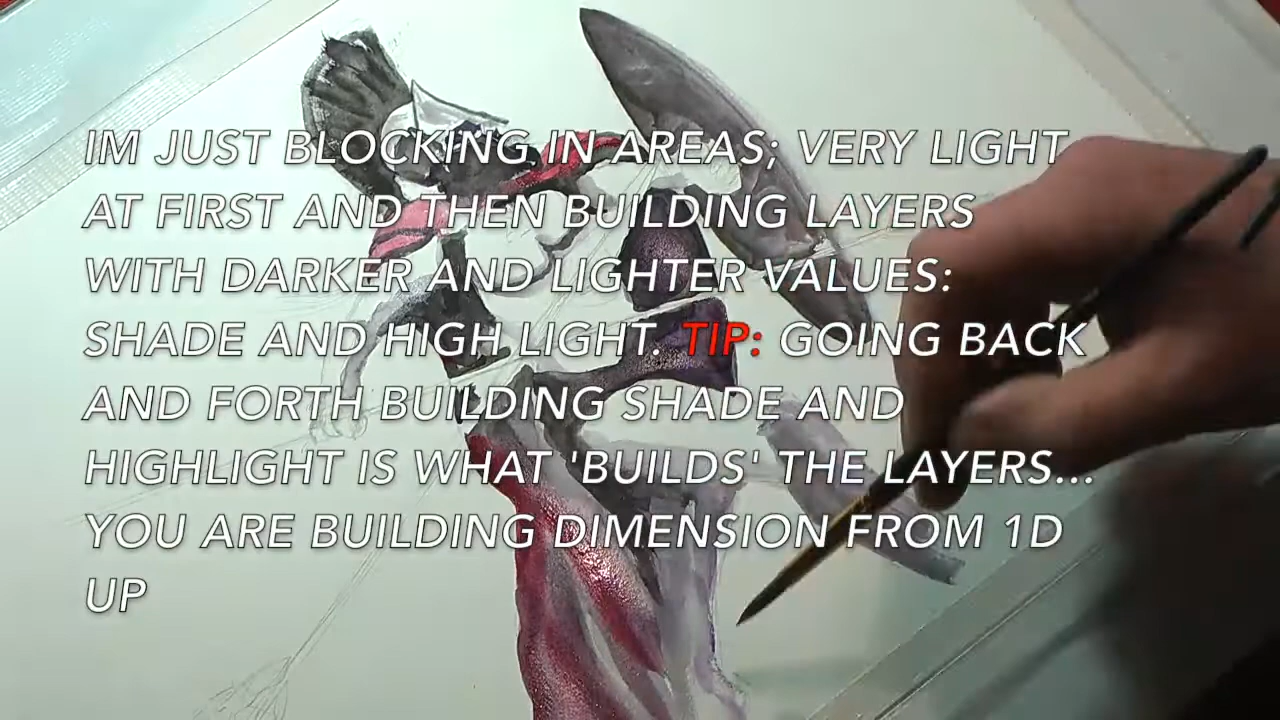 IM JUST BLOCKING IN AREAS; VERY LIGHT
AT FIRST AND THEN BUILDING LAYERS
WITH DARKER AND LIGHTER VALUES:
SHADE AND HIGH LIGHT. TIP: GOING BACK
AND FORTH BUILDING SHADE AND
HIGHLIGHT IS WHAT 'BUILDS' THE LAYERS...
YOU ARE BUILDING DIMENSION FROM 1D
UP